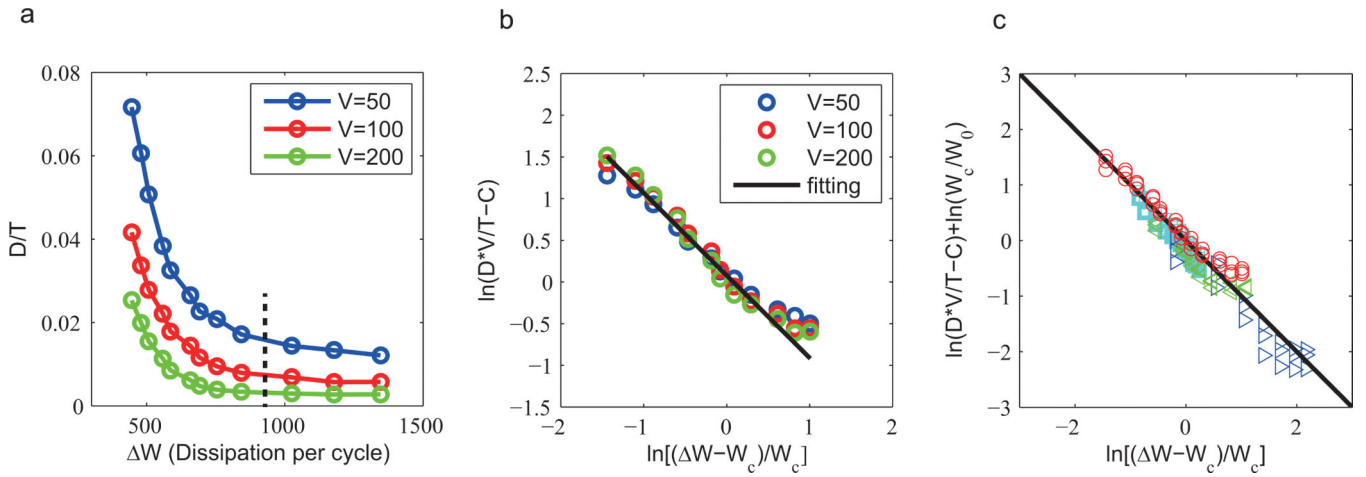 a
D/T
0.08
0.06
0.04
0.02
0
V=50
V=100
V=200
500
1000
1500
ΔW (Dissipation per cycle)
b
ln(D*V/T−C)
2.5
2
1.5
1
0.5
0
−0.5
−1
−1.5
V=50
V=100
V=200
fitting
−1
0
1
2
ln[(ΔW−W_c)/W_c]
c
ln(D*V/T−C)+ln(W_c/W_0)
3
2
1
0
−1
−2
−3
−2
0
2
ln[(ΔW−W_c)/W_c]